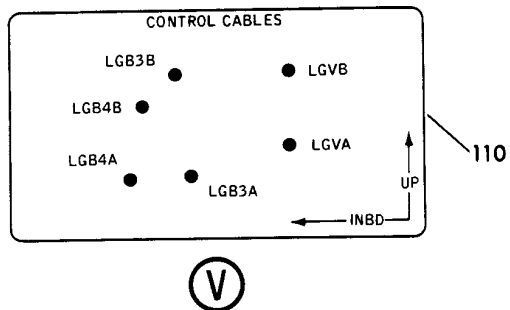 CONTROL CABLES
LGB3B
LGVB
LGB4B
LGVA
110
LGB4A
LGB3A
UP
INBD
V